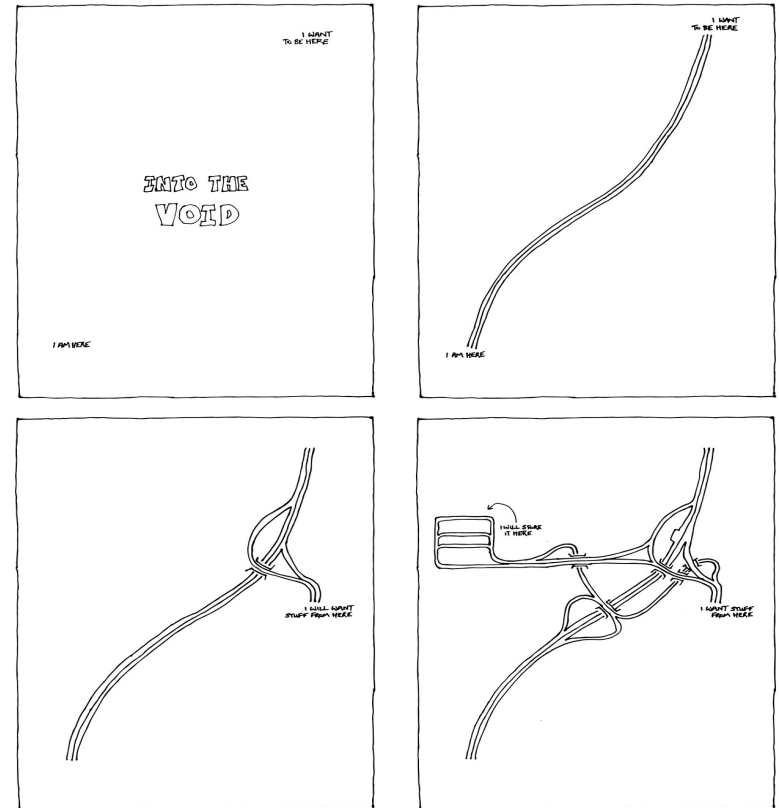 I WANT
TO BE HERE
INTO THE
VOID
I AM HERE
I WANT
TO BE HERE
I AM HERE
I WILL WANT
STUFF FROM HERE
I WILL STORE
IT HERE
I WANT STUFF
FROM HERE